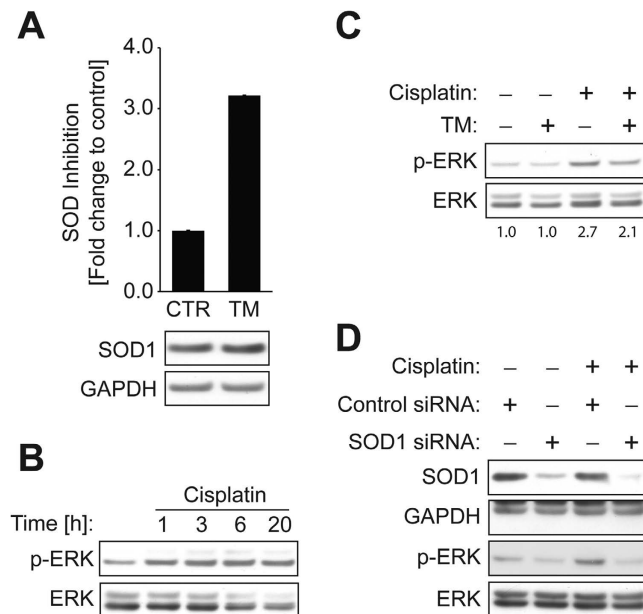 A
SOD Inhibition
[Fold change to control]
4.0
3.0
2.0
1.0
0.0
CTR TM
SOD1
GAPDH
B
Cisplatin
Time [h]: 1 3 6 20
p-ERK
ERK
C
Cisplatin: – – + +
TM: – + – +
p-ERK
ERK
1.0 1.0 2.7 2.1
D
Cisplatin: – – + +
Control siRNA: + – + –
SOD1 siRNA: – + – +
SOD1
GAPDH
p-ERK
ERK